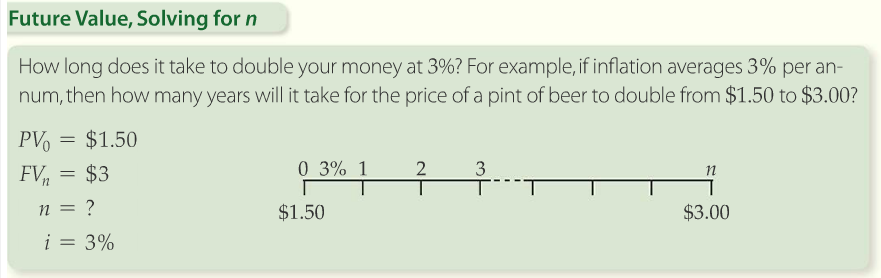 Future Value, Solving for n
How long does it take to double your money at 3%? For example, if inflation averages 3% per an-
num, then how many years will it take for the price of a pint of beer to double from $1.50 to $3.00?
PV₀ = $1.50
FVₙ = $3
n = ?
i = 3%
0 3% 1 2 3 n
$1.50 $3.00